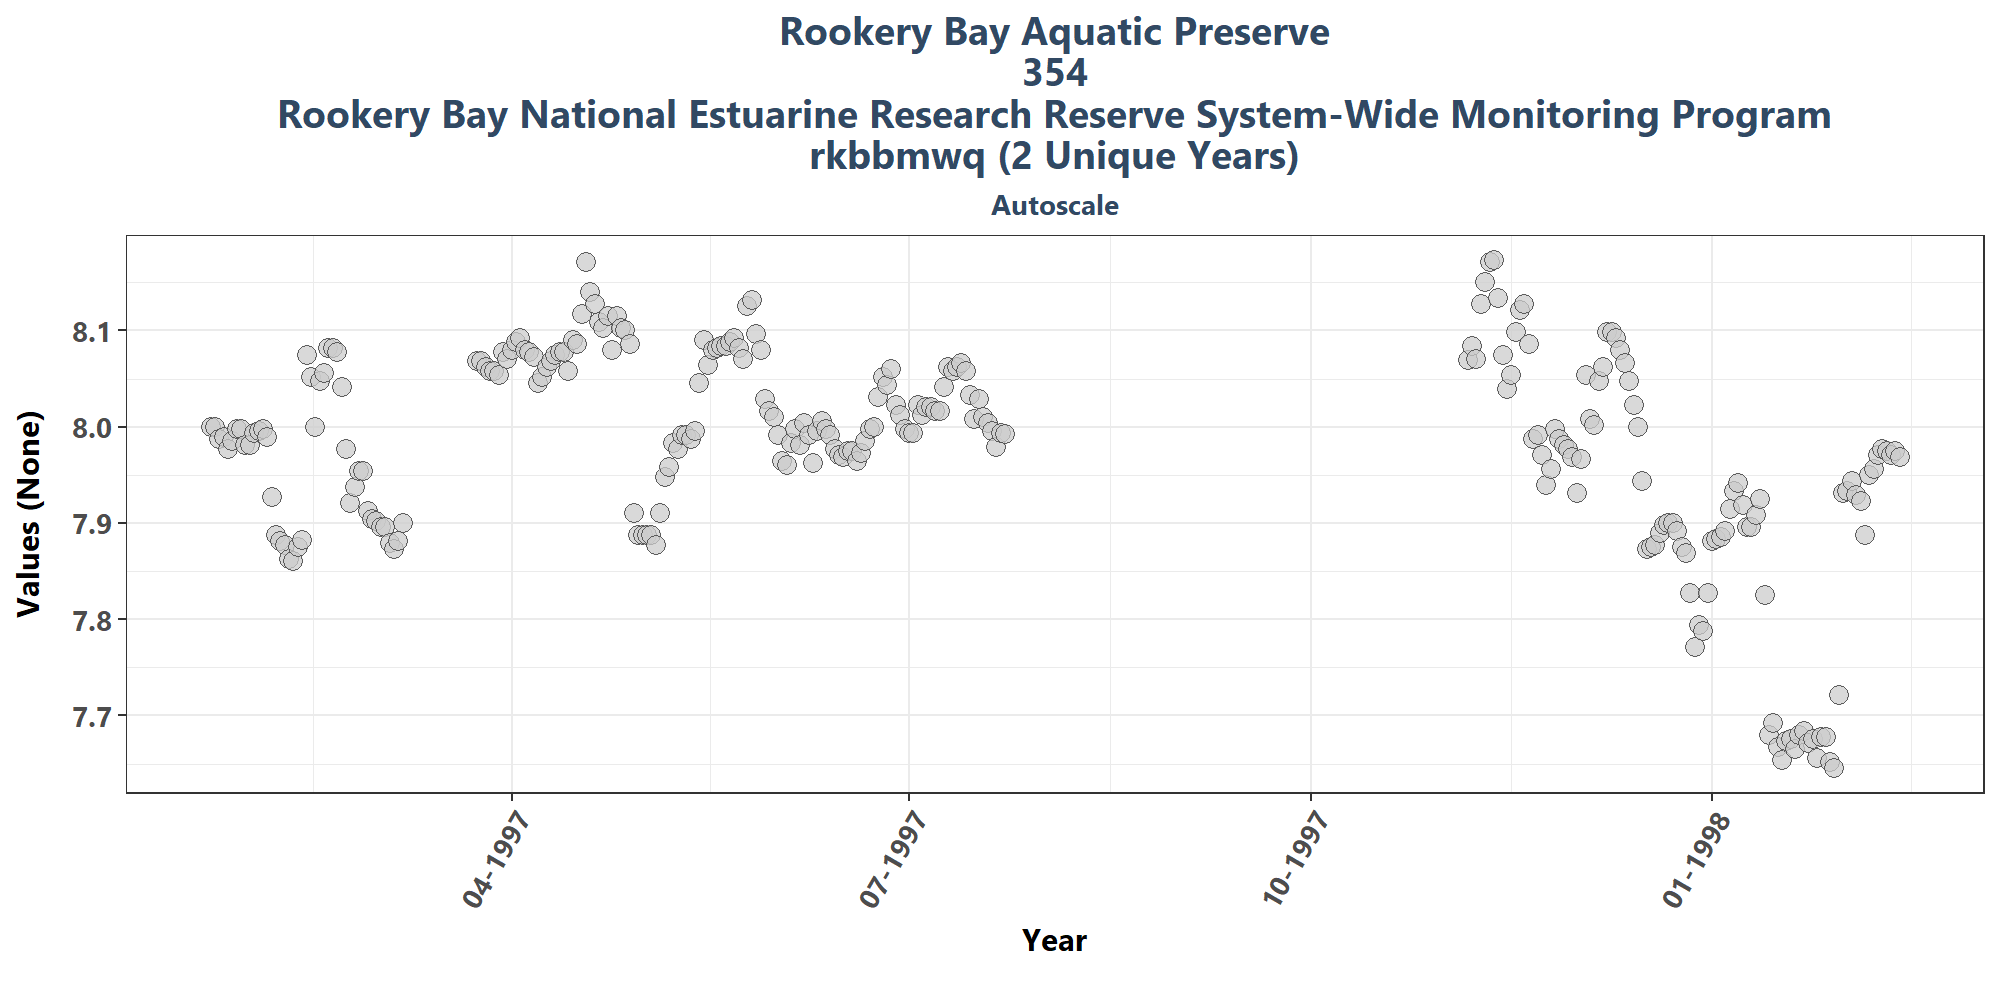 Rookery Bay Aquatic Preserve
354
Rookery Bay National Estuarine Research Reserve System-Wide Monitoring Program
rkbbmwq (2 Unique Years)
Autoscale
Values (None)
8.1
8.0
7.9
7.8
7.7
04-1997
07-1997
10-1997
01-1998
Year